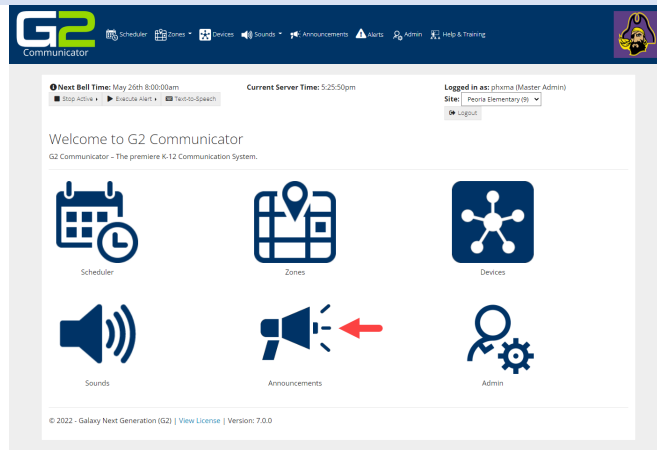 G2
Communicator
Scheduler Zones Devices Sounds Announcements Alerts Admin Help & Training
Next Bell Time: May 26th 8:00:00am Current Server Time: 5:25:50pm Logged in as: phxma (Master Admin)
Stop Active Execute Alert Text-to-Speech Site: Peoria Elementary (9)
Logout
Welcome to G2 Communicator
G2 Communicator – The premiere K-12 Communication System.
Scheduler Zones Devices
Sounds Announcements Admin
© 2022 - Galaxy Next Generation (G2) | View License | Version: 7.0.0